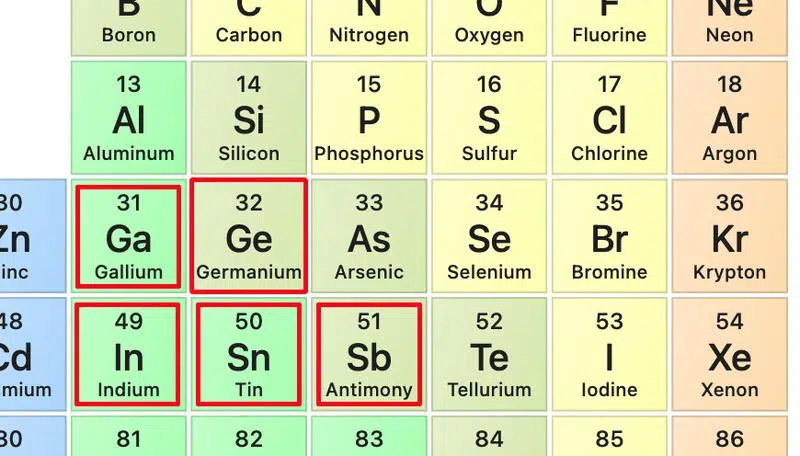 B C N O F Ne
Boron Carbon Nitrogen Oxygen Fluorine Neon
13 14 15 16 17 18
Al Si P S Cl Ar
Aluminum Silicon Phosphorus Sulfur Chlorine Argon
30 31 32 33 34 35 36
Zn Ga Ge As Se Br Kr
inc Gallium Germanium Arsenic Selenium Bromine Krypton
48 49 50 51 52 53 54
Cd In Sn Sb Te I Xe
mium Indium Tin Antimony Tellurium Iodine Xenon
80 81 82 83 84 85 86